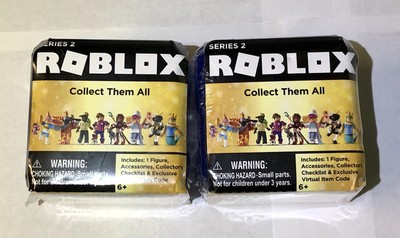 SERIES 2
ROBLOX
Collect Them All
WARNING:
CHOKING HAZARD-Small parts.
Not for children under 3 years.
Includes: 1 Figure,
Accessories, Collector's
Checklist & Exclusive
Virtual Item Code
6+
SERIES 2
ROBLOX
Collect Them All
WARNING:
CHOKING HAZARD-Small parts.
Not for children under 3 years.
Includes: 1 Figure,
Accessories, Collector's
Checklist & Exclusive
Virtual Item Code
6+